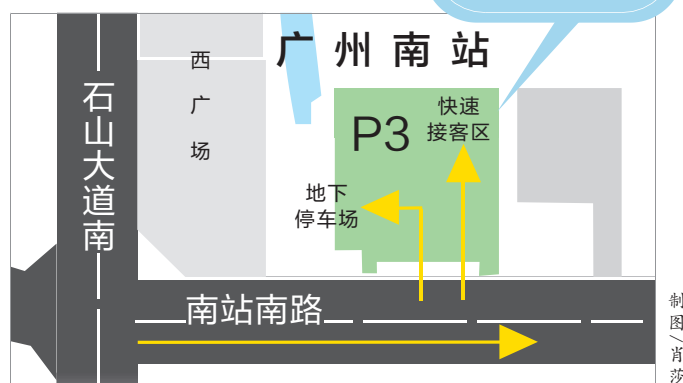 广州南站
西广场
石山大道南
P3
快速
接客区
地下
停车场
南站南路
制图/肖莎